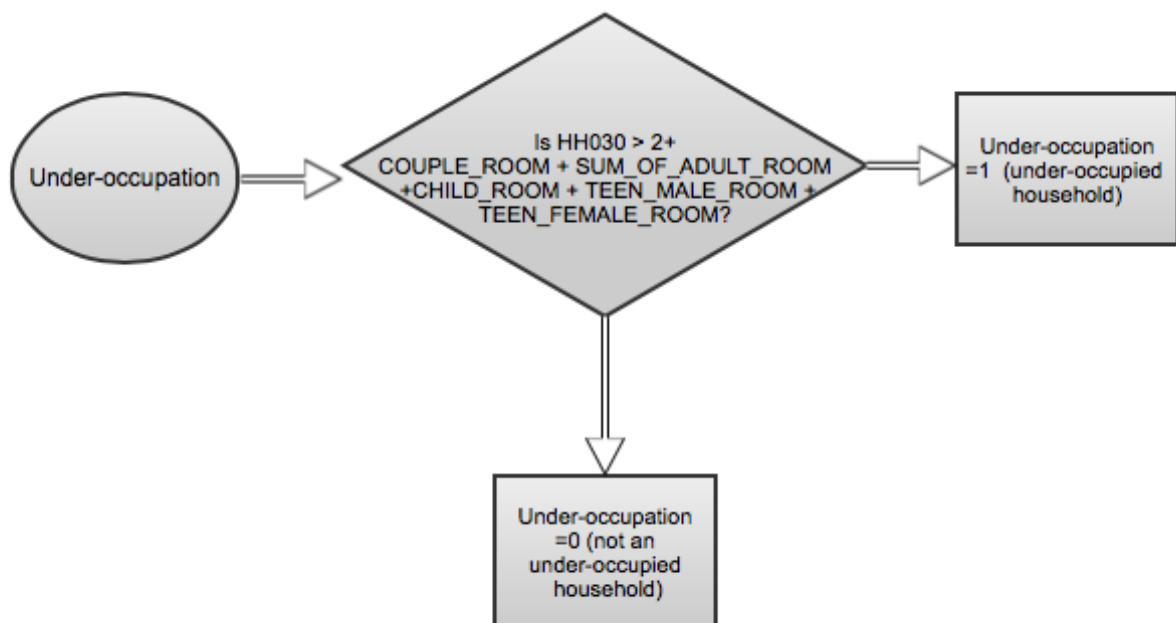 Under-occupation
Is HH030 > 2+
COUPLE_ROOM + SUM_OF_ADULT_ROOM
+CHILD_ROOM + TEEN_MALE_ROOM +
TEEN_FEMALE_ROOM?
Under-occupation
=1 (under-occupied
household)
Under-occupation
=0 (not an
under-occupied
household)